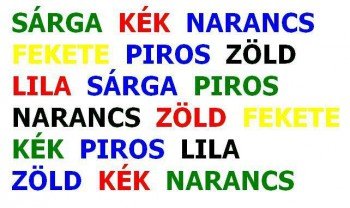 SÁRGA KÉK NARANCS
FEKETE PIROS ZÖLD
LILA SÁRGA PIROS
NARANCS ZÖLD FEKETE
KÉK PIROS LILA
ZÖLD KÉK NARANCS